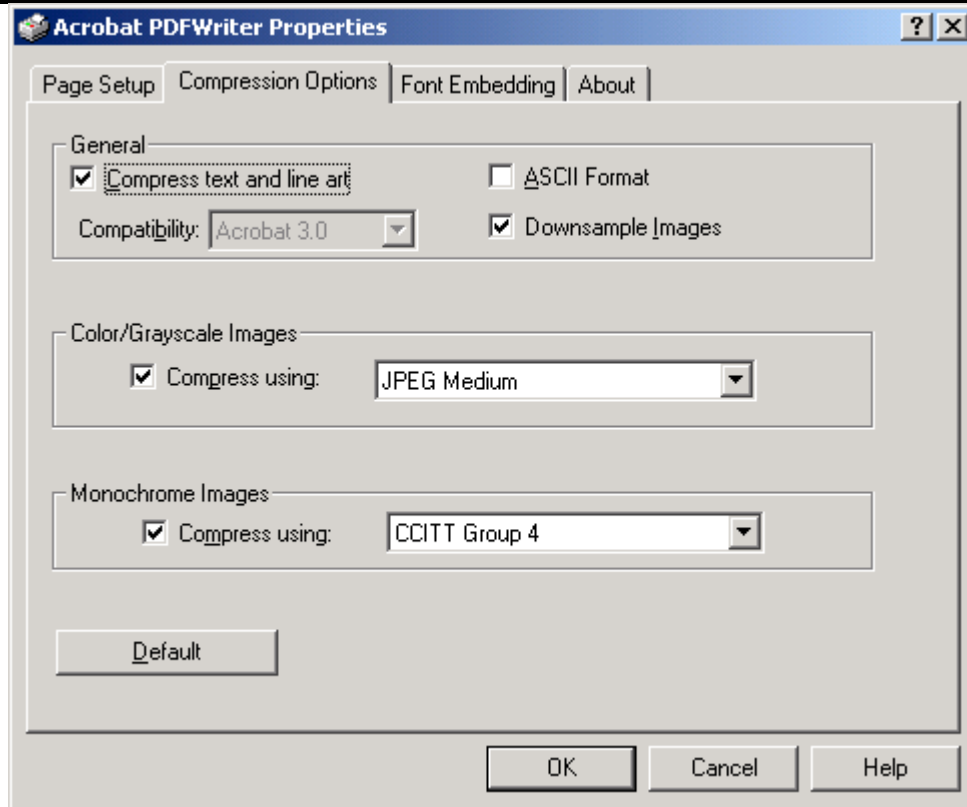 Acrobat PDFWriter Properties
Page Setup Compression Options Font Embedding About
General
Compress text and line art ASCII Format
Compatibility: Acrobat 3.0 Downsample Images
Color/Grayscale Images
Compress using: JPEG Medium
Monochrome Images
Compress using: CCITT Group 4
Default
OK Cancel Help